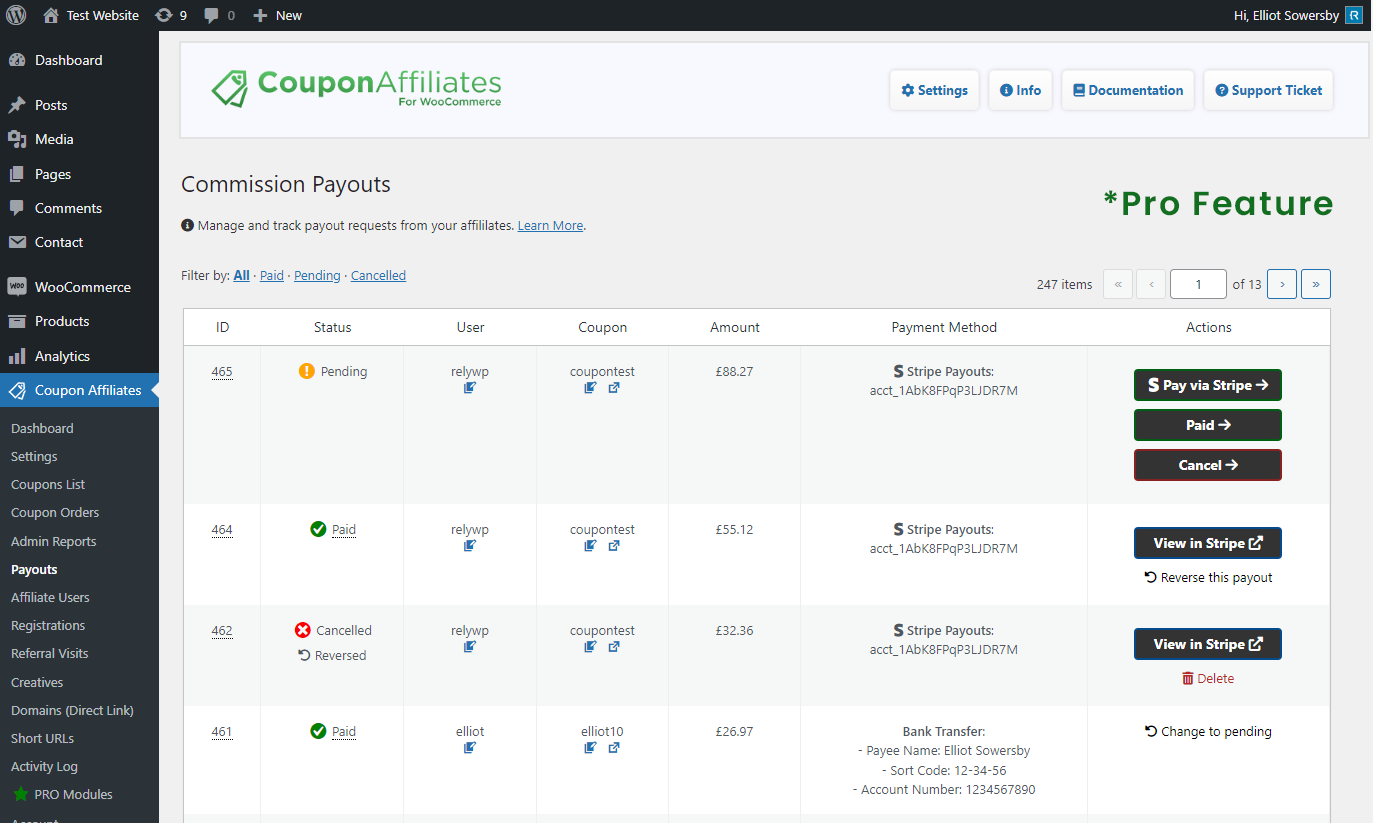 Test Website
9
0
New
Hi, Elliot Sowersby
R
Dashboard
Posts
Media
Pages
Comments
Contact
WooCommerce
Products
Analytics
Coupon Affiliates
Dashboard
Settings
Coupons List
Coupon Orders
Admin Reports
Payouts
Affiliate Users
Registrations
Referral Visits
Creatives
Domains (Direct Link)
Short URLs
Activity Log
PRO Modules
Account
CouponAffiliates
For WooCommerce
Settings
Info
Documentation
Support Ticket
Commission Payouts
*Pro Feature
Manage and track payout requests from your affililates. Learn More.
Filter by: All · Paid · Pending · Cancelled
247 items « ‹ 1 of 13 › »
ID Status User Coupon Amount Payment Method Actions
465 Pending relywp coupontest £88.27 Stripe Payouts:
acct_1AbK8FPqP3LJDR7M
Pay via Stripe
Paid
Cancel
464 Paid relywp coupontest £55.12 Stripe Payouts:
acct_1AbK8FPqP3LJDR7M
View in Stripe
Reverse this payout
462 Cancelled relywp coupontest £32.36 Stripe Payouts:
Reversed acct_1AbK8FPqP3LJDR7M
View in Stripe
Delete
461 Paid elliot elliot10 £26.97 Bank Transfer: Change to pending
- Payee Name: Elliot Sowersby
- Sort Code: 12-34-56
- Account Number: 1234567890